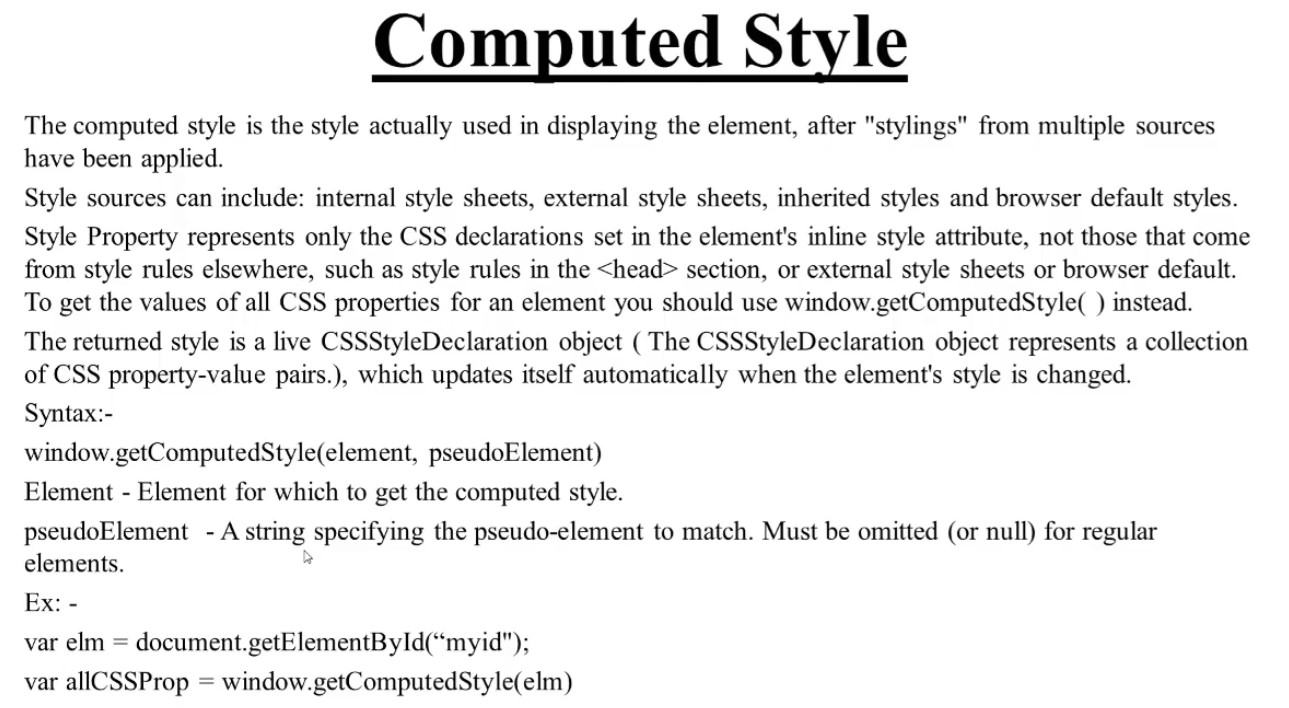 Computed Style
The computed style is the style actually used in displaying the element, after "stylings" from multiple sources
have been applied.
Style sources can include: internal style sheets, external style sheets, inherited styles and browser default styles.
Style Property represents only the CSS declarations set in the element's inline style attribute, not those that come
from style rules elsewhere, such as style rules in the <head> section, or external style sheets or browser default.
To get the values of all CSS properties for an element you should use window.getComputedStyle( ) instead.
The returned style is a live CSSStyleDeclaration object ( The CSSStyleDeclaration object represents a collection
of CSS property-value pairs.), which updates itself automatically when the element's style is changed.
Syntax:-
window.getComputedStyle(element, pseudoElement)
Element - Element for which to get the computed style.
pseudoElement - A string specifying the pseudo-element to match. Must be omitted (or null) for regular
elements.
Ex: -
var elm = document.getElementById(“myid");
var allCSSProp = window.getComputedStyle(elm)